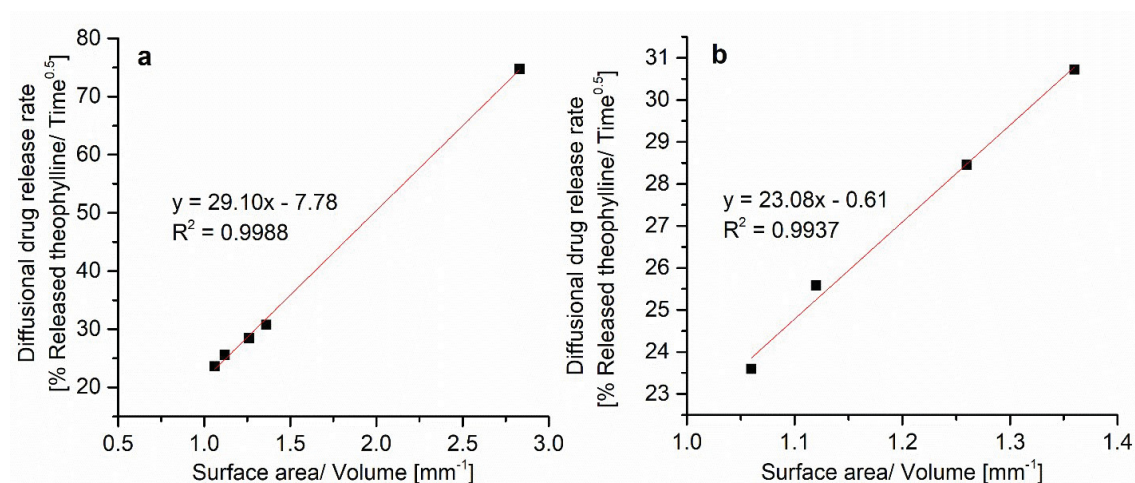 a
Diffusional drug release rate
[% Released theophylline/ Time^0.5]
80
70
60
50
40
30
20
y = 29.10x - 7.78
R² = 0.9988
0.5 1.0 1.5 2.0 2.5 3.0
Surface area/ Volume [mm⁻¹]
b
Diffusional drug release rate
[% Released theophylline/ Time^0.5]
31
30
29
28
27
26
25
24
23
y = 23.08x - 0.61
R² = 0.9937
1.0 1.1 1.2 1.3 1.4
Surface area/ Volume [mm⁻¹]